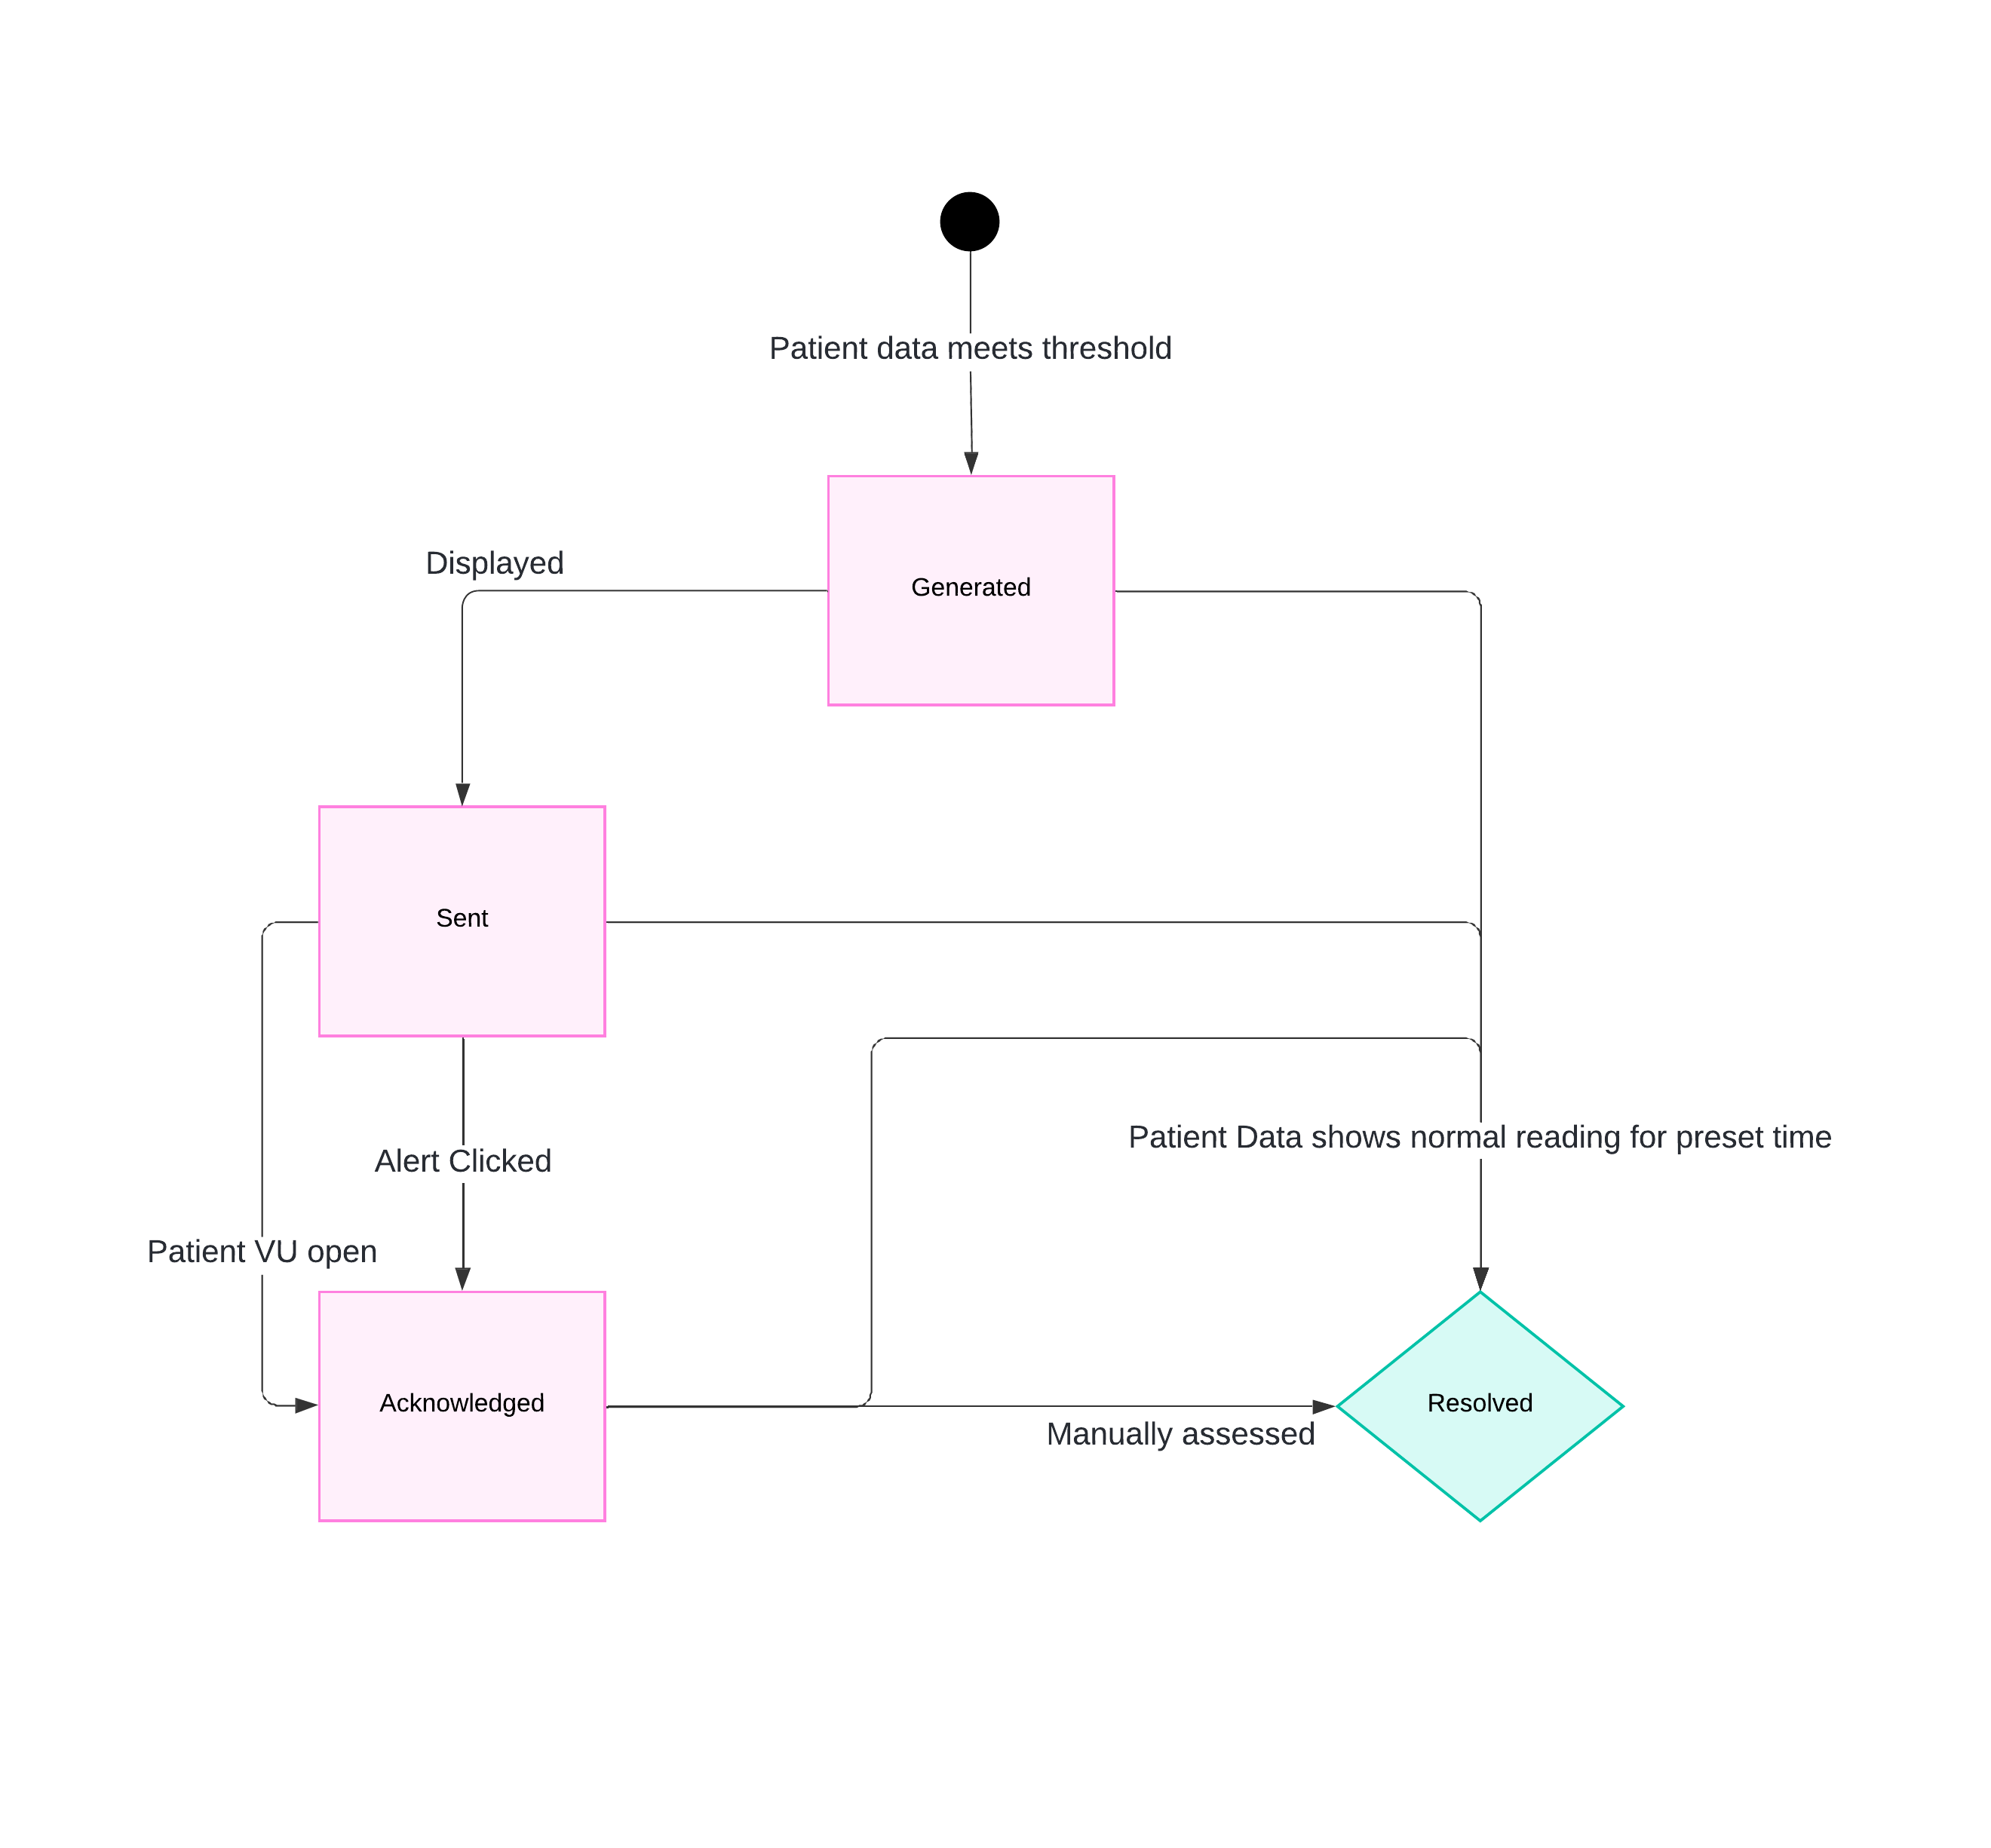 Patient data meets threshold
Displayed
Generated
Sent
Alert Clicked
Patient Data shows normal reading for preset time
Patient VU open
Acknowledged
Resolved
Manually assessed